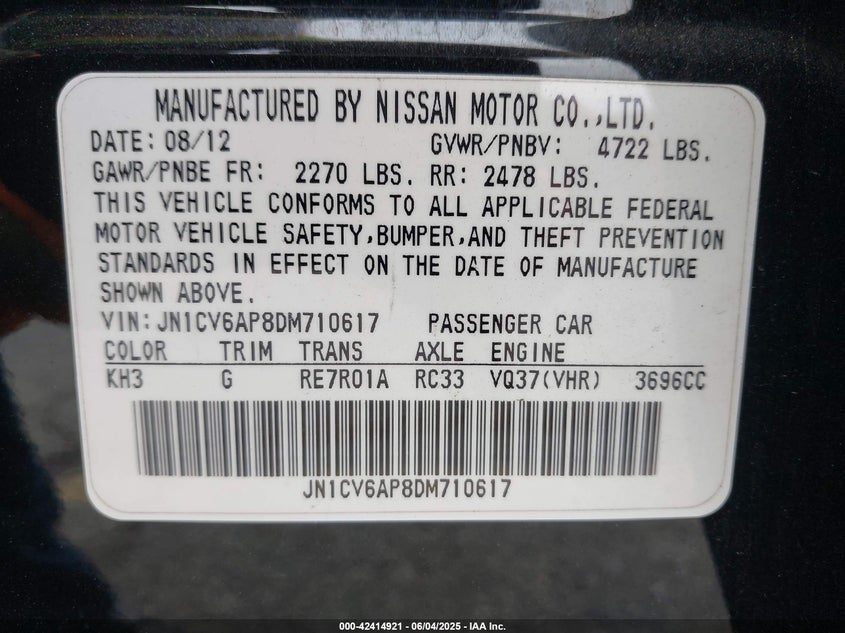 MANUFACTURED BY NISSAN MOTOR CO.,LTD.
DATE: 08/12 GVWR/PNBV: 4722 LBS.
GAWR/PNBE FR: 2270 LBS. RR: 2478 LBS.
THIS VEHICLE CONFORMS TO ALL APPLICABLE FEDERAL
MOTOR VEHICLE SAFETY,BUMPER,AND THEFT PREVENTION
STANDARDS IN EFFECT ON THE DATE OF MANUFACTURE
SHOWN ABOVE.
VIN:JN1CV6AP8DM710617 PASSENGER CAR
COLOR TRIM TRANS AXLE ENGINE
KH3 G RE7R01A RC33 VQ37(VHR) 3696CC
JN1CV6AP8DM710617
000-42414921 | 06/04/2025 - IAA Inc.